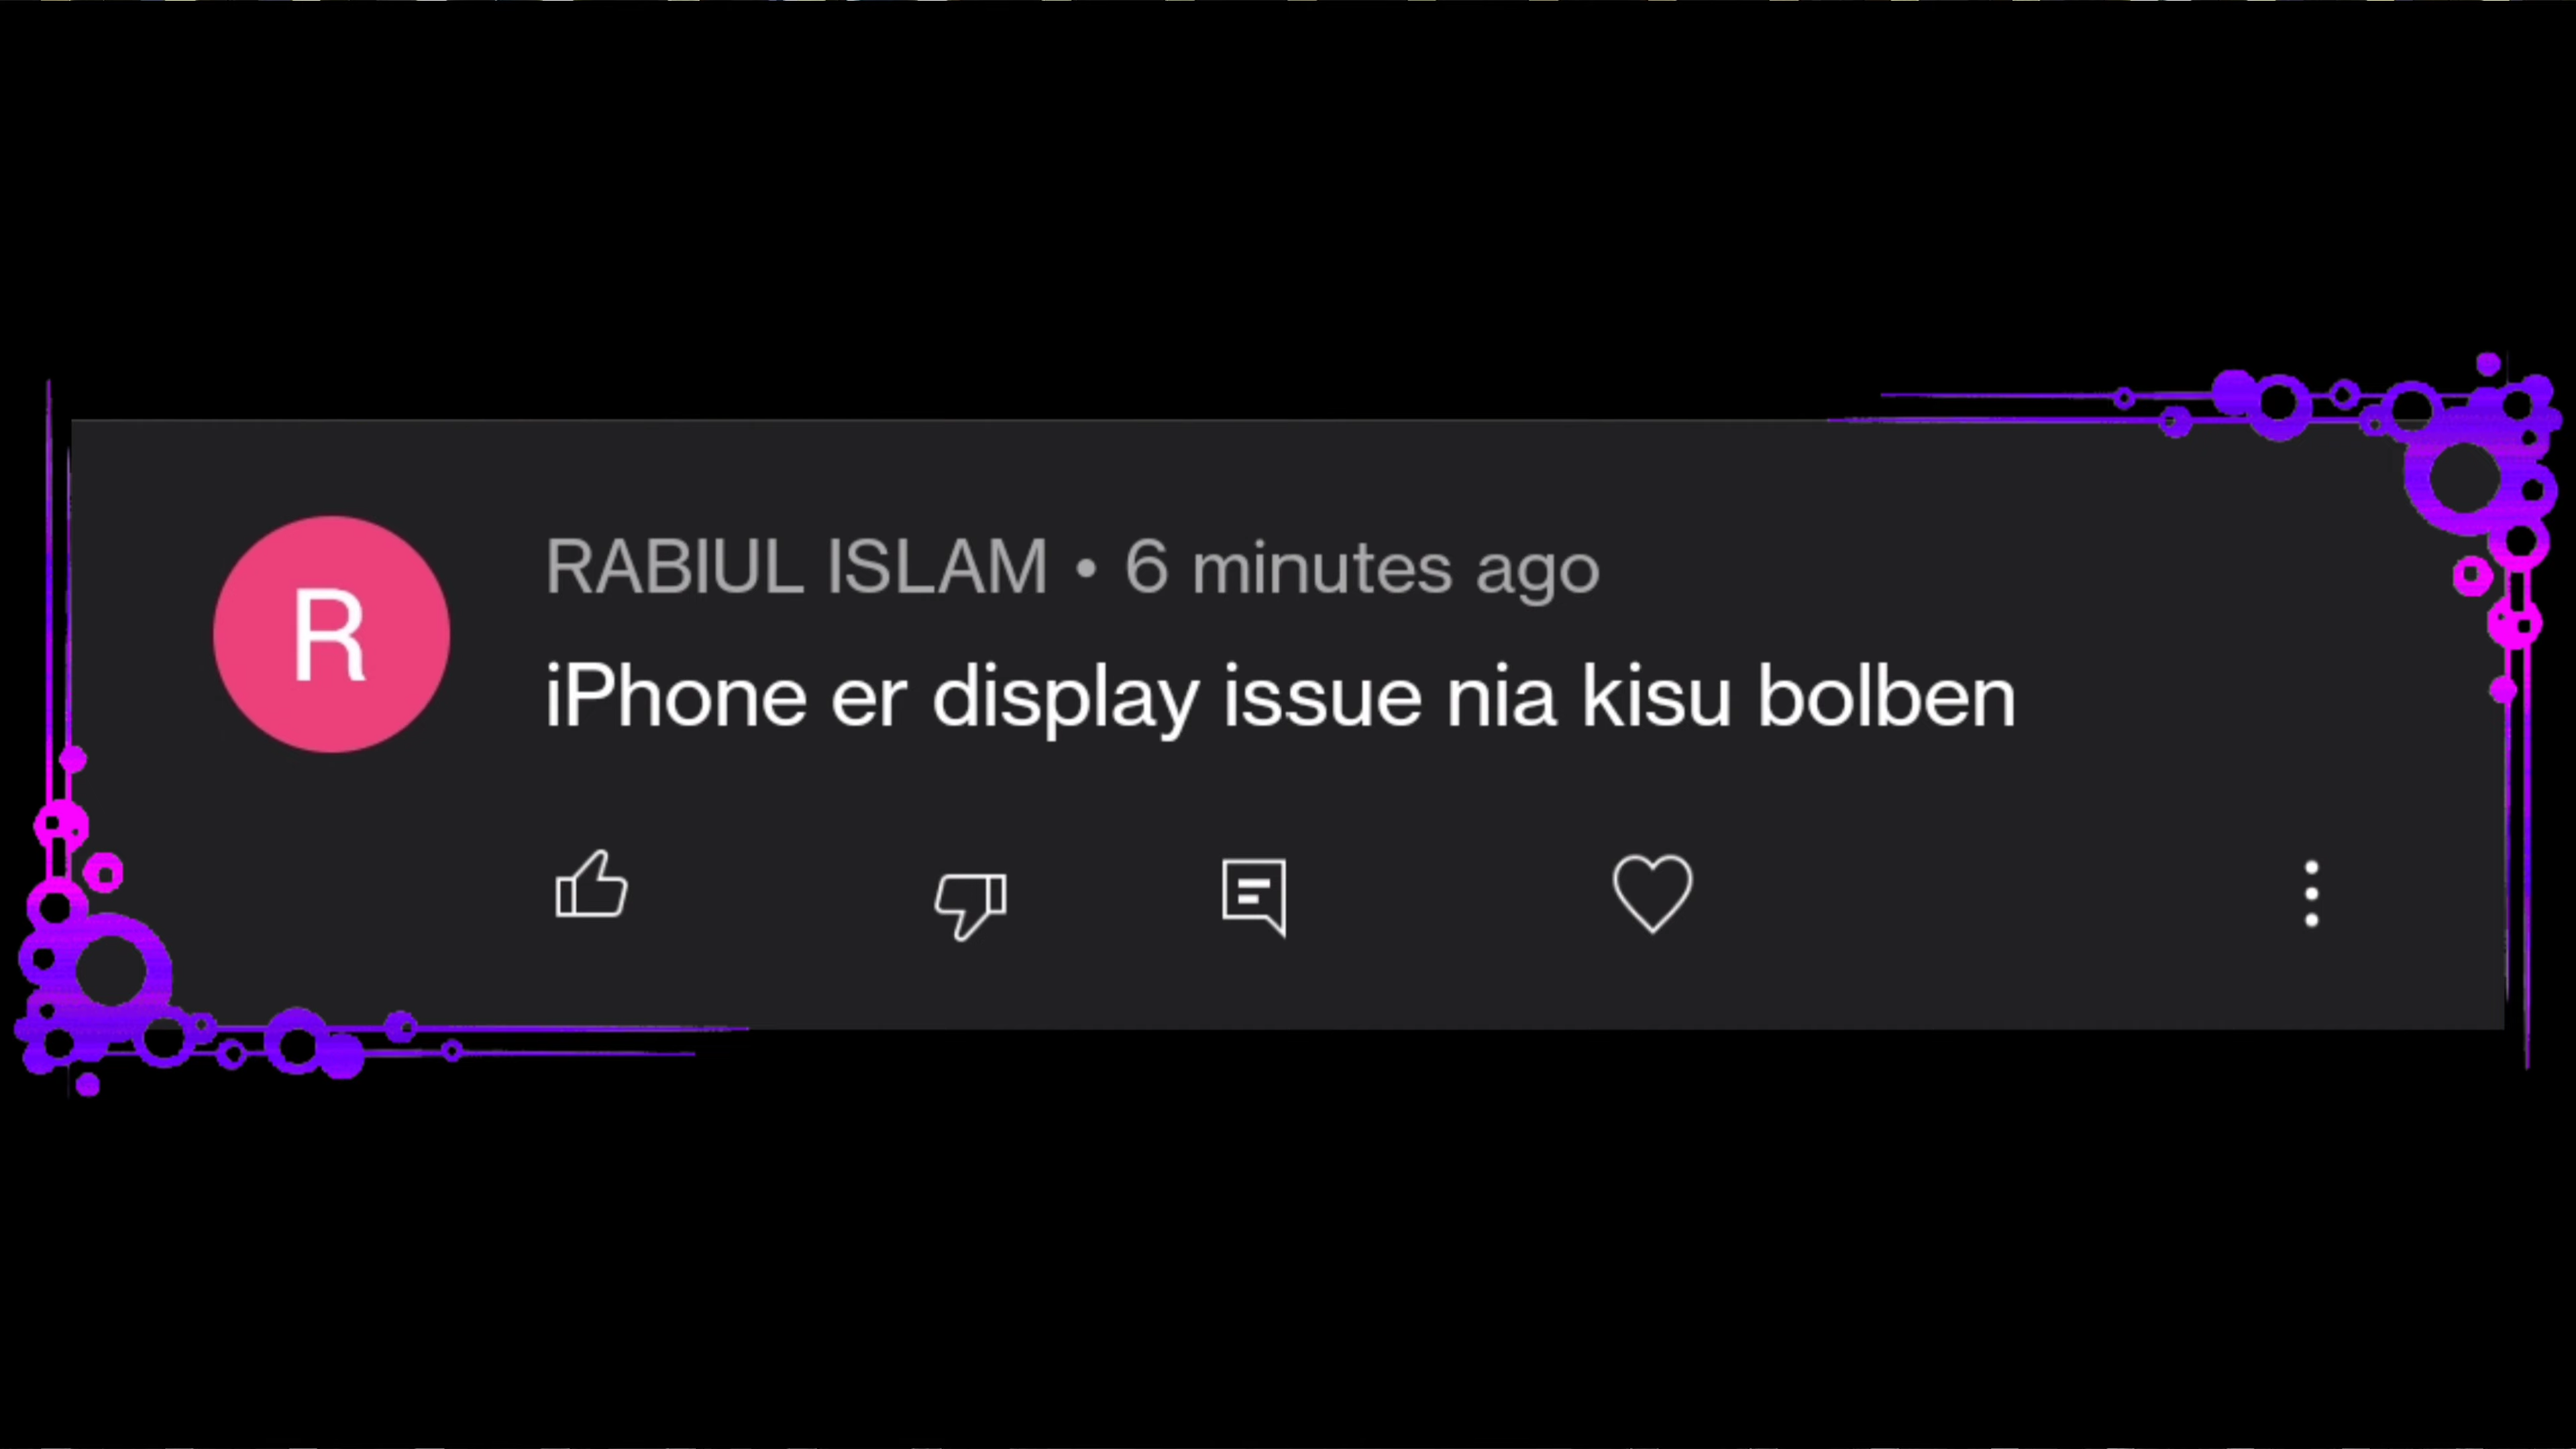 R
RABIUL ISLAM • 6 minutes ago
iPhone er display issue nia kisu bolben